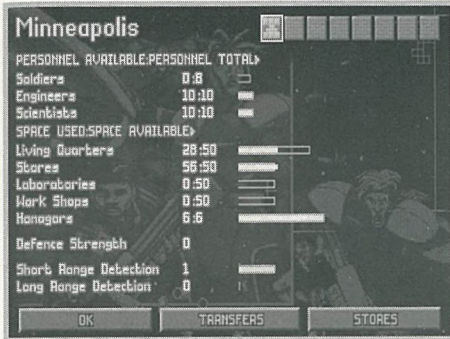 Minneapolis
PERSONNEL AVAILABLE:PERSONNEL TOTAL>
Soldiers 0:8
Engineers 10:10
Scientists 10:10
SPACE USED:SPACE AVAILABLE>
Living Quarters 28:50
Stores 56:50
Laboratories 0:50
Work Shops 0:50
Hanagars 6:6
Defence Strength 0
Short Range Detection 1
Long Range Detection 0
OK TRANSFERS STORES